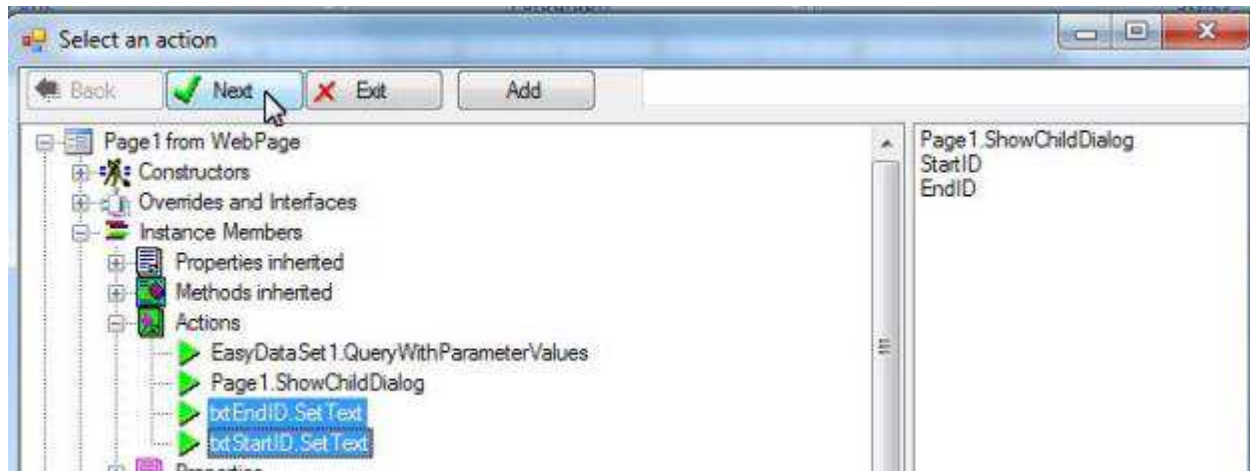 Select an action
Back Next Exit Add
Page1 from WebPage
Constructors
Overrides and Interfaces
Instance Members
Properties inherited
Methods inherited
Actions
EasyDataSet1.QueryWithParameterValues
Page1.ShowChildDialog
txtEndID.SetText
txtStartID.SetText
Properties
Page1.ShowChildDialog
StartID
EndID